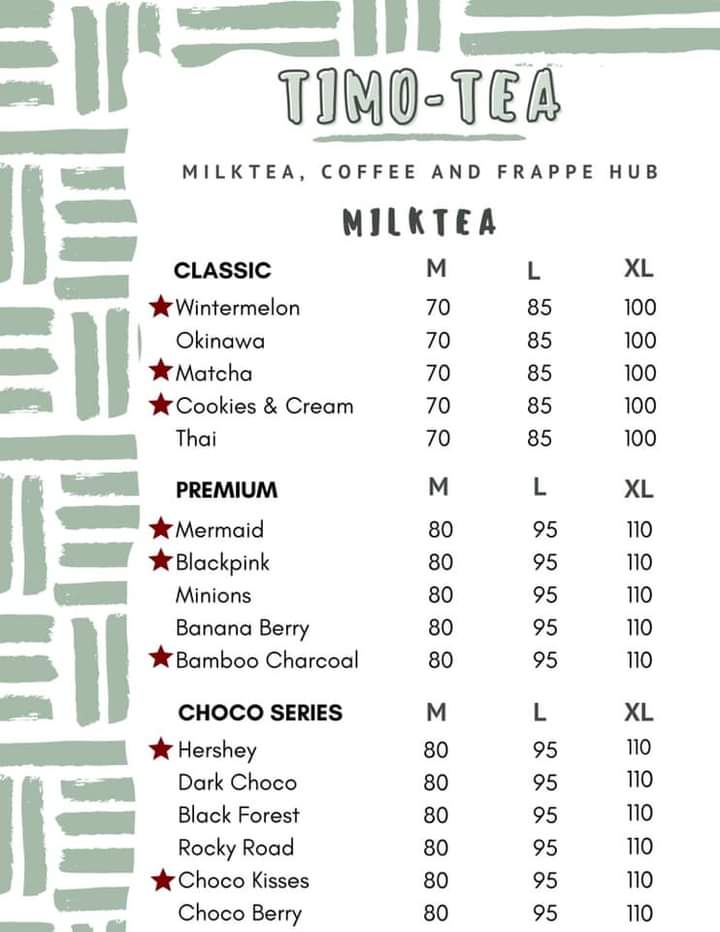 TIMO-TEA
MILKTEA, COFFEE AND FRAPPE HUB
MILKTEA
CLASSIC M L XL
Wintermelon 70 85 100
Okinawa 70 85 100
Matcha 70 85 100
Cookies & Cream 70 85 100
Thai 70 85 100
PREMIUM M L XL
Mermaid 80 95 110
Blackpink 80 95 110
Minions 80 95 110
Banana Berry 80 95 110
Bamboo Charcoal 80 95 110
CHOCO SERIES M L XL
Hershey 80 95 110
Dark Choco 80 95 110
Black Forest 80 95 110
Rocky Road 80 95 110
Choco Kisses 80 95 110
Choco Berry 80 95 110